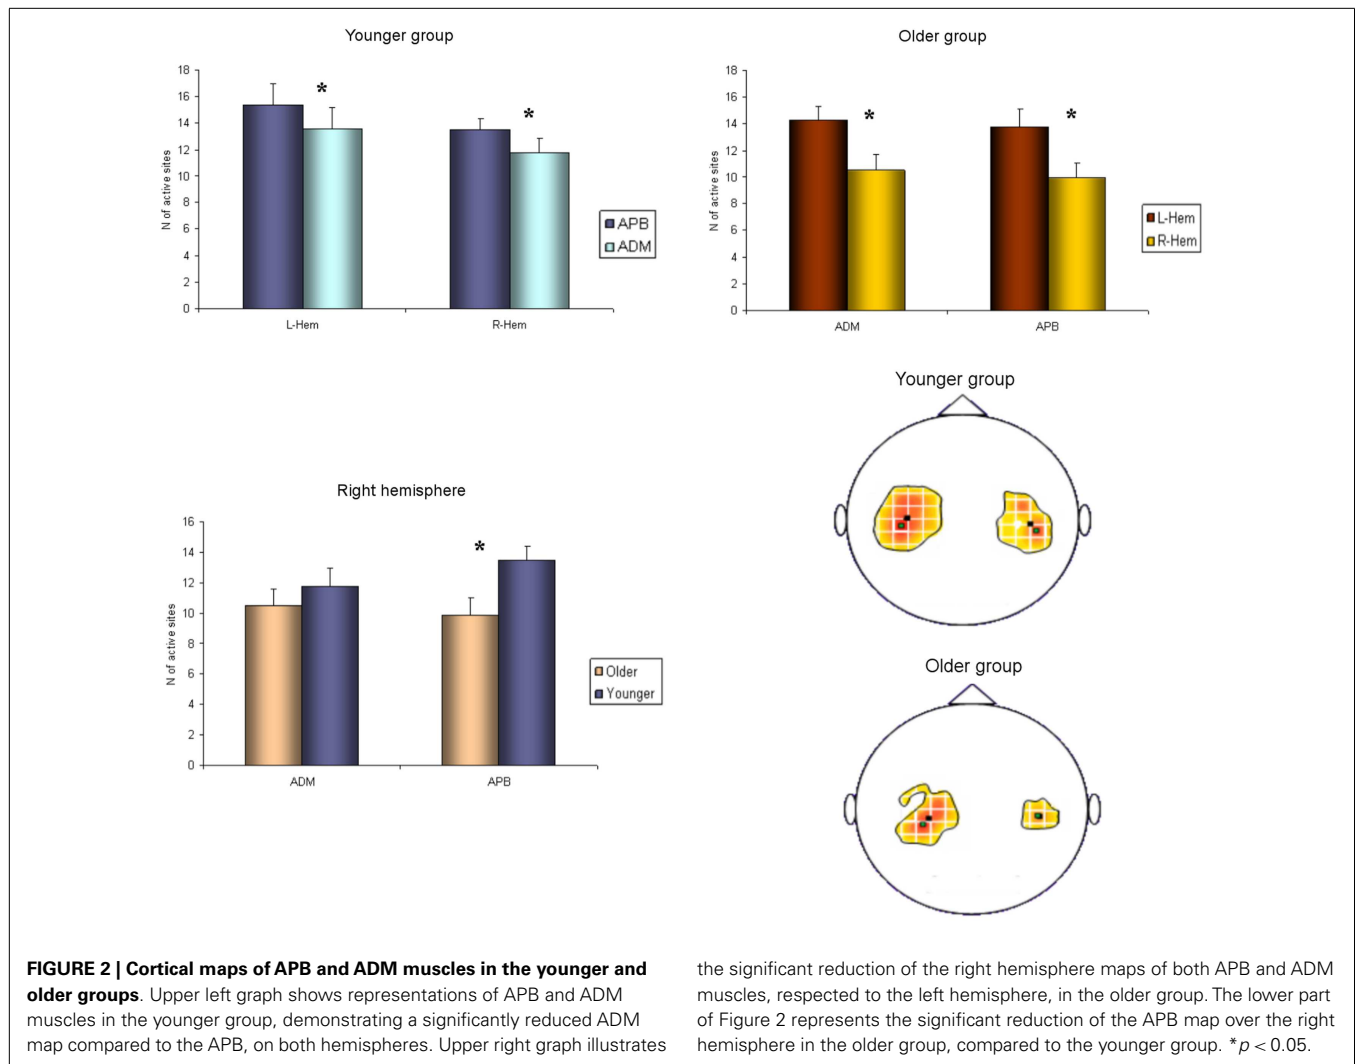 Younger group
18
16
14
12
10
8
6
4
2
0
N of active sites
*
*
L-Hem
R-Hem
APB
ADM
Older group
18
16
14
12
10
8
6
4
2
0
N of active sites
*
*
ADM
APB
L-Hem
R-Hem
Right hemisphere
16
14
12
10
8
6
4
2
0
N of active sites
*
ADM
APB
Older
Younger
Younger group
Older group
FIGURE 2 | Cortical maps of APB and ADM muscles in the younger and
older groups. Upper left graph shows representations of APB and ADM
muscles in the younger group, demonstrating a significantly reduced ADM
map compared to the APB, on both hemispheres. Upper right graph illustrates
the significant reduction of the right hemisphere maps of both APB and ADM
muscles, respected to the left hemisphere, in the older group. The lower part
of Figure 2 represents the significant reduction of the APB map over the right
hemisphere in the older group, compared to the younger group. *p < 0.05.